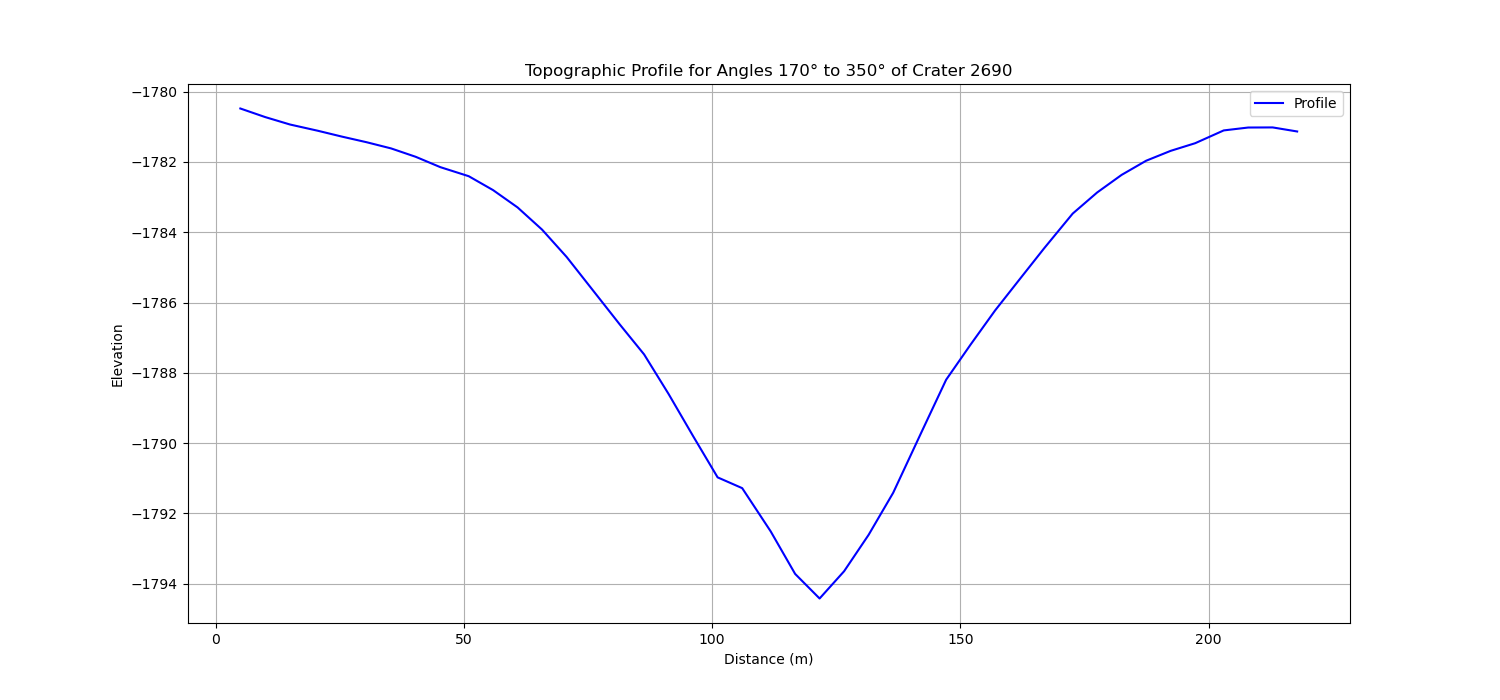 Topographic Profile for Angles 170° to 350° of Crater 2690
Profile
−1780
−1782
−1784
−1786
−1788
−1790
−1792
−1794
Elevation
0 50 100 150 200
Distance (m)